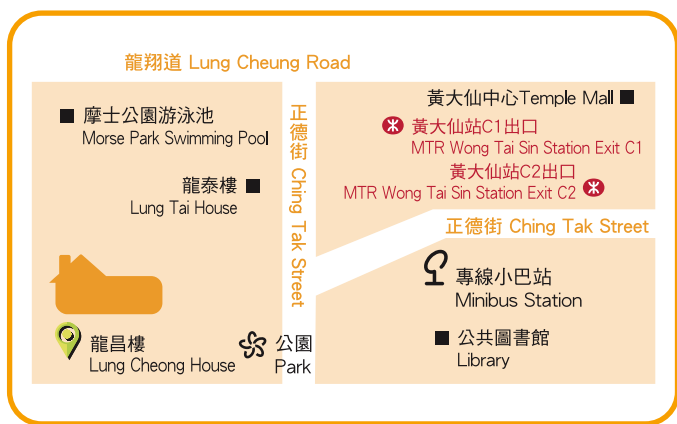 龍翔道 Lung Cheung Road
摩士公園游泳池
Morse Park Swimming Pool
龍泰樓
Lung Tai House
正德街 Ching Tak Street
黃大仙中心Temple Mall
黃大仙站C1出口
MTR Wong Tai Sin Station Exit C1
黃大仙站C2出口
MTR Wong Tai Sin Station Exit C2
正德街 Ching Tak Street
專線小巴站
Minibus Station
龍昌樓
Lung Cheong House
公園
Park
公共圖書館
Library